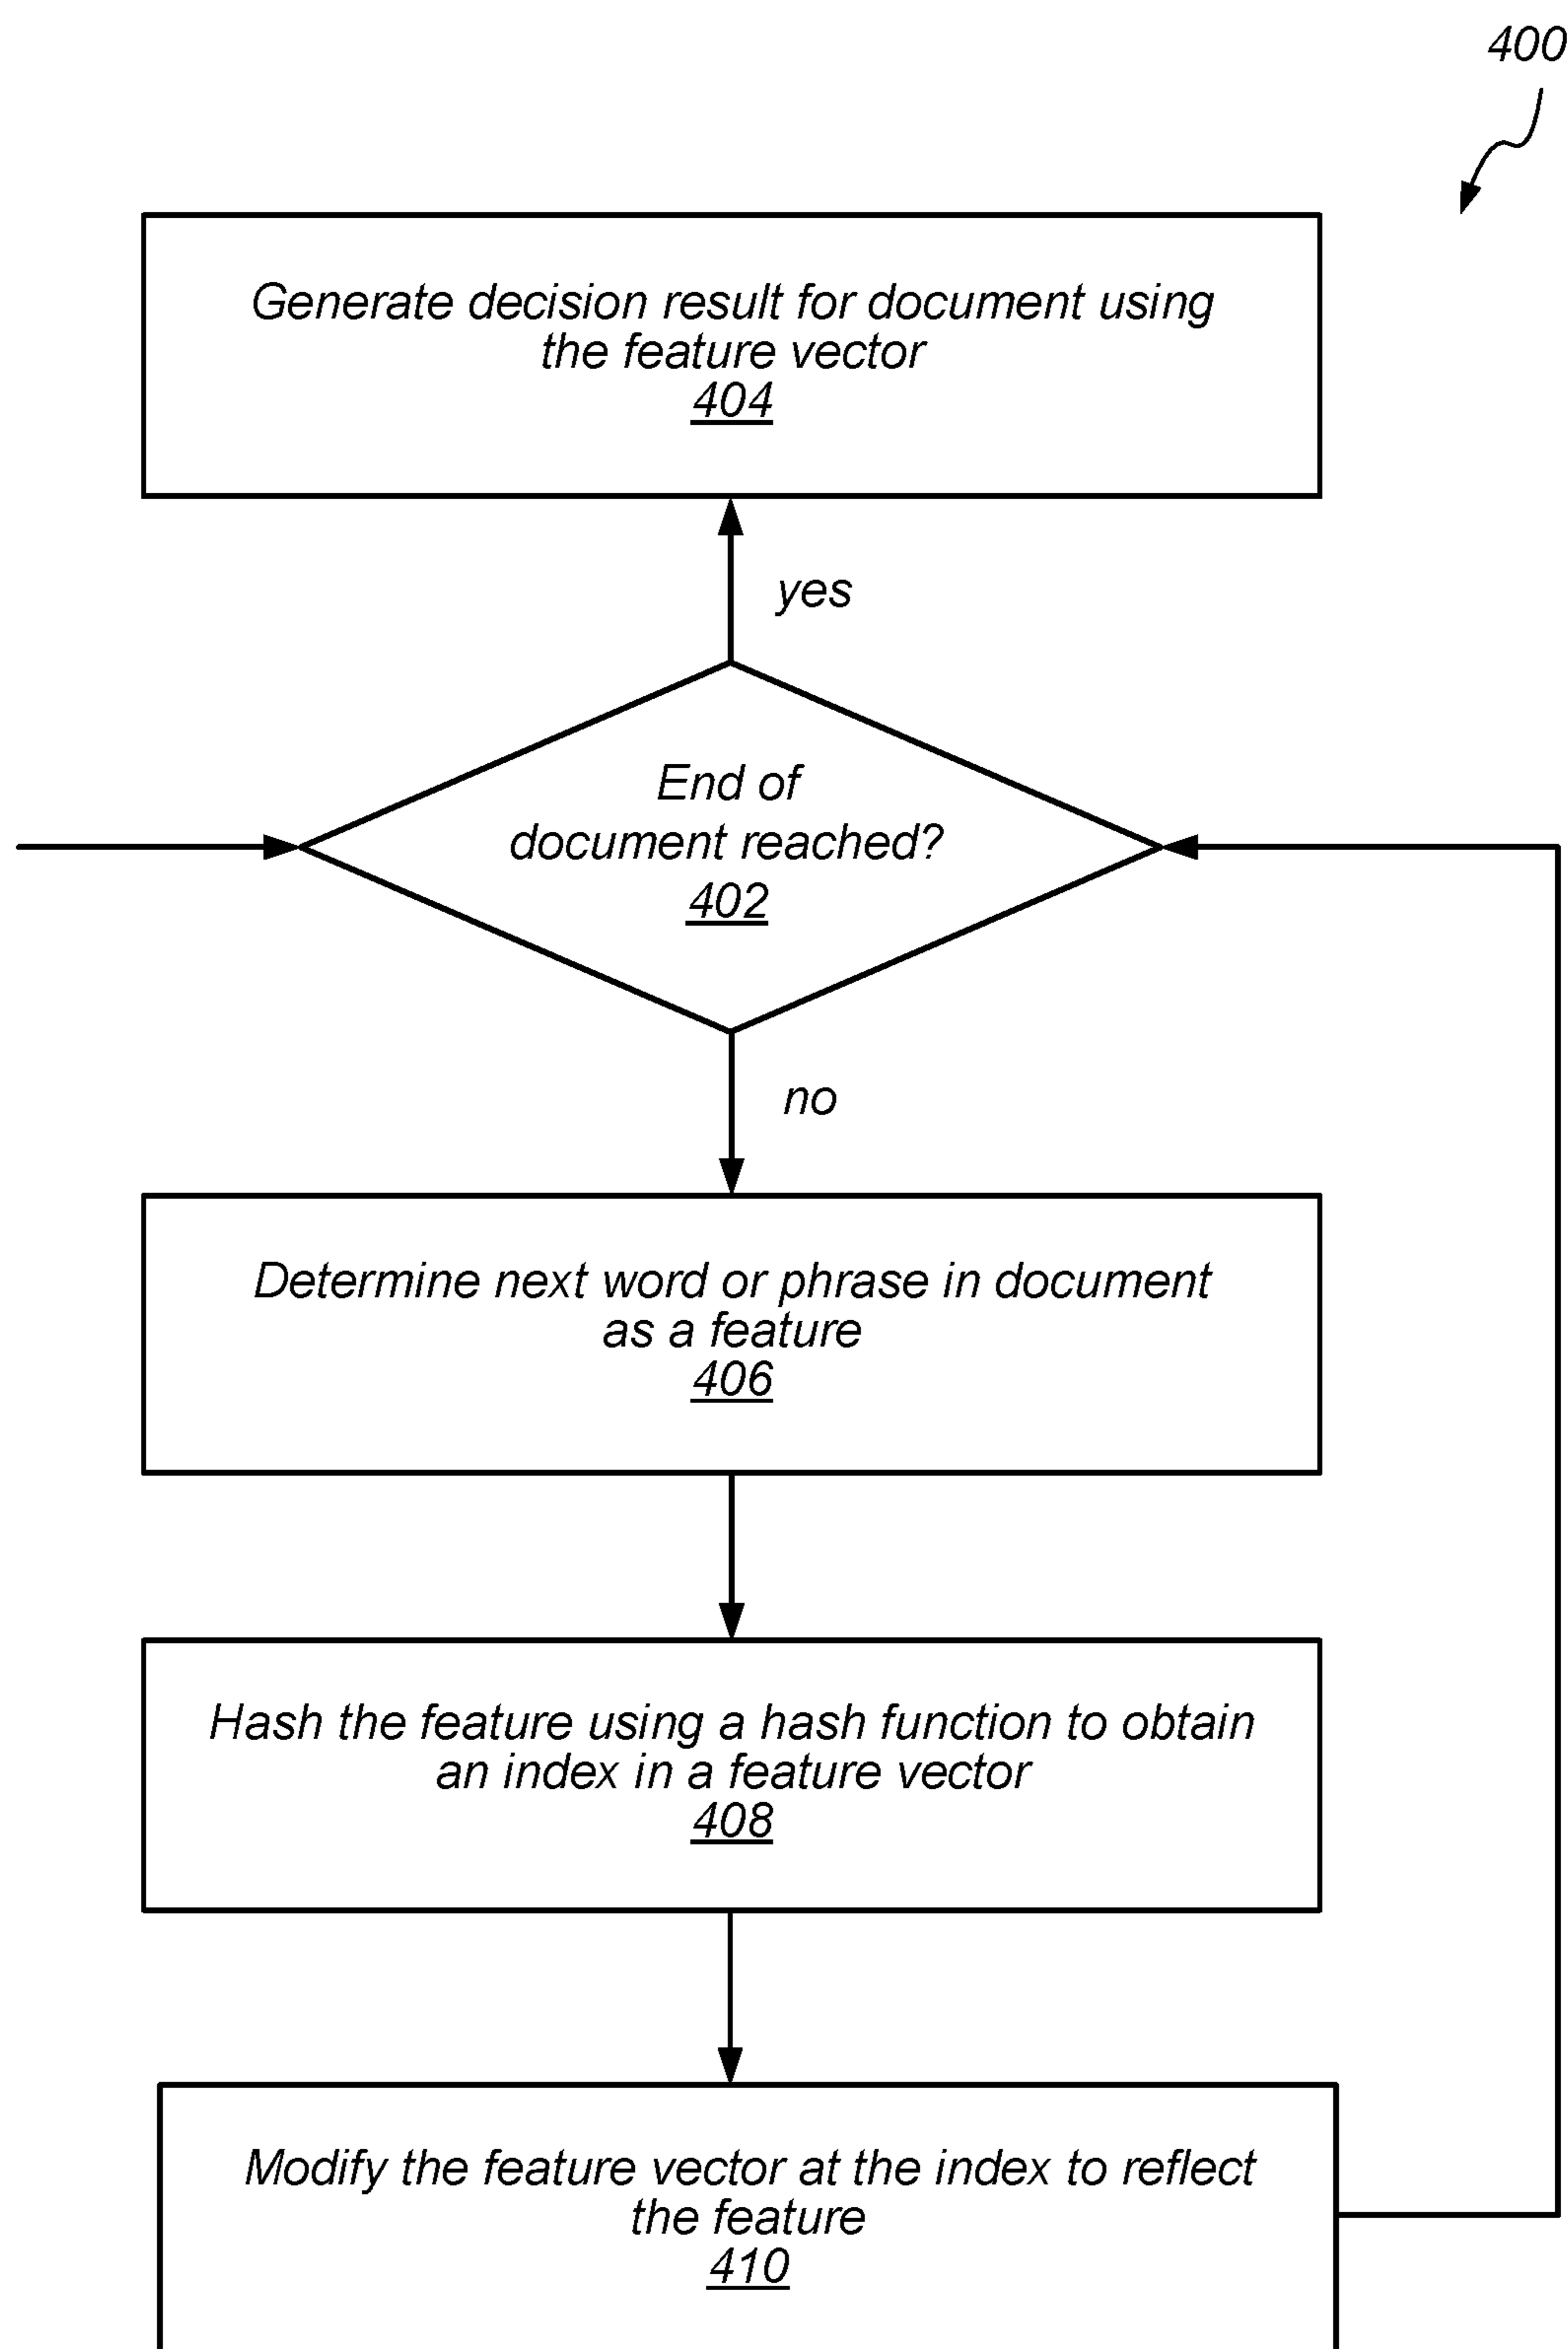 400
Generate decision result for document using
the feature vector
404
yes
End of
document reached?
402
no
Determine next word or phrase in document
as a feature
406
Hash the feature using a hash function to obtain
an index in a feature vector
408
Modify the feature vector at the index to reflect
the feature
410